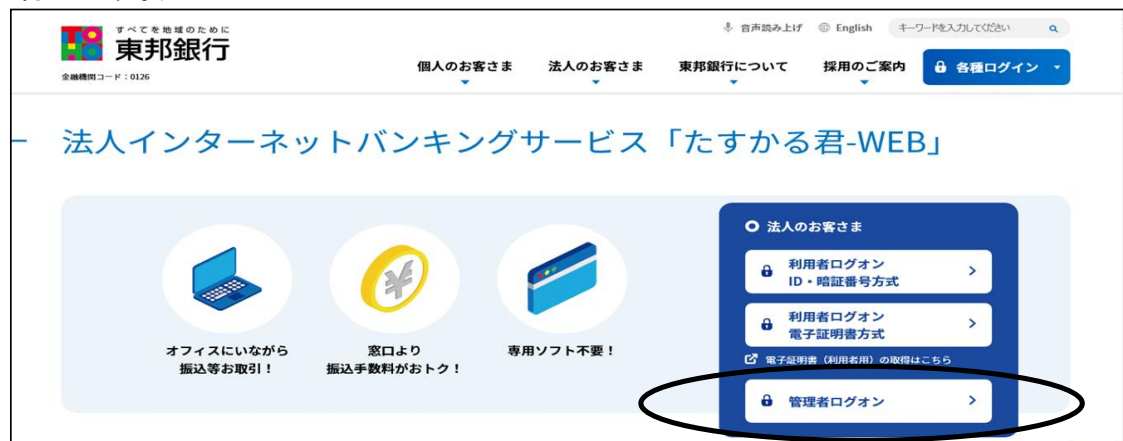 すべてを地域のために
TOHO 東邦銀行
金融機関コード：0126
音声読み上げ English キーワードを入力してください
個人のお客さま 法人のお客さま 東邦銀行について 採用のご案内 各種ログイン
法人インターネットバンキングサービス「たすかる君-WEB」
法人のお客さま
利用者ログオン
ID・暗証番号方式
利用者ログオン
電子証明書方式
電子証明書（利用者用）の取得はこちら
管理者ログオン
¥
オフィスにいながら
振込等お取引！
窓口より
振込手数料がおトク！
専用ソフト不要！